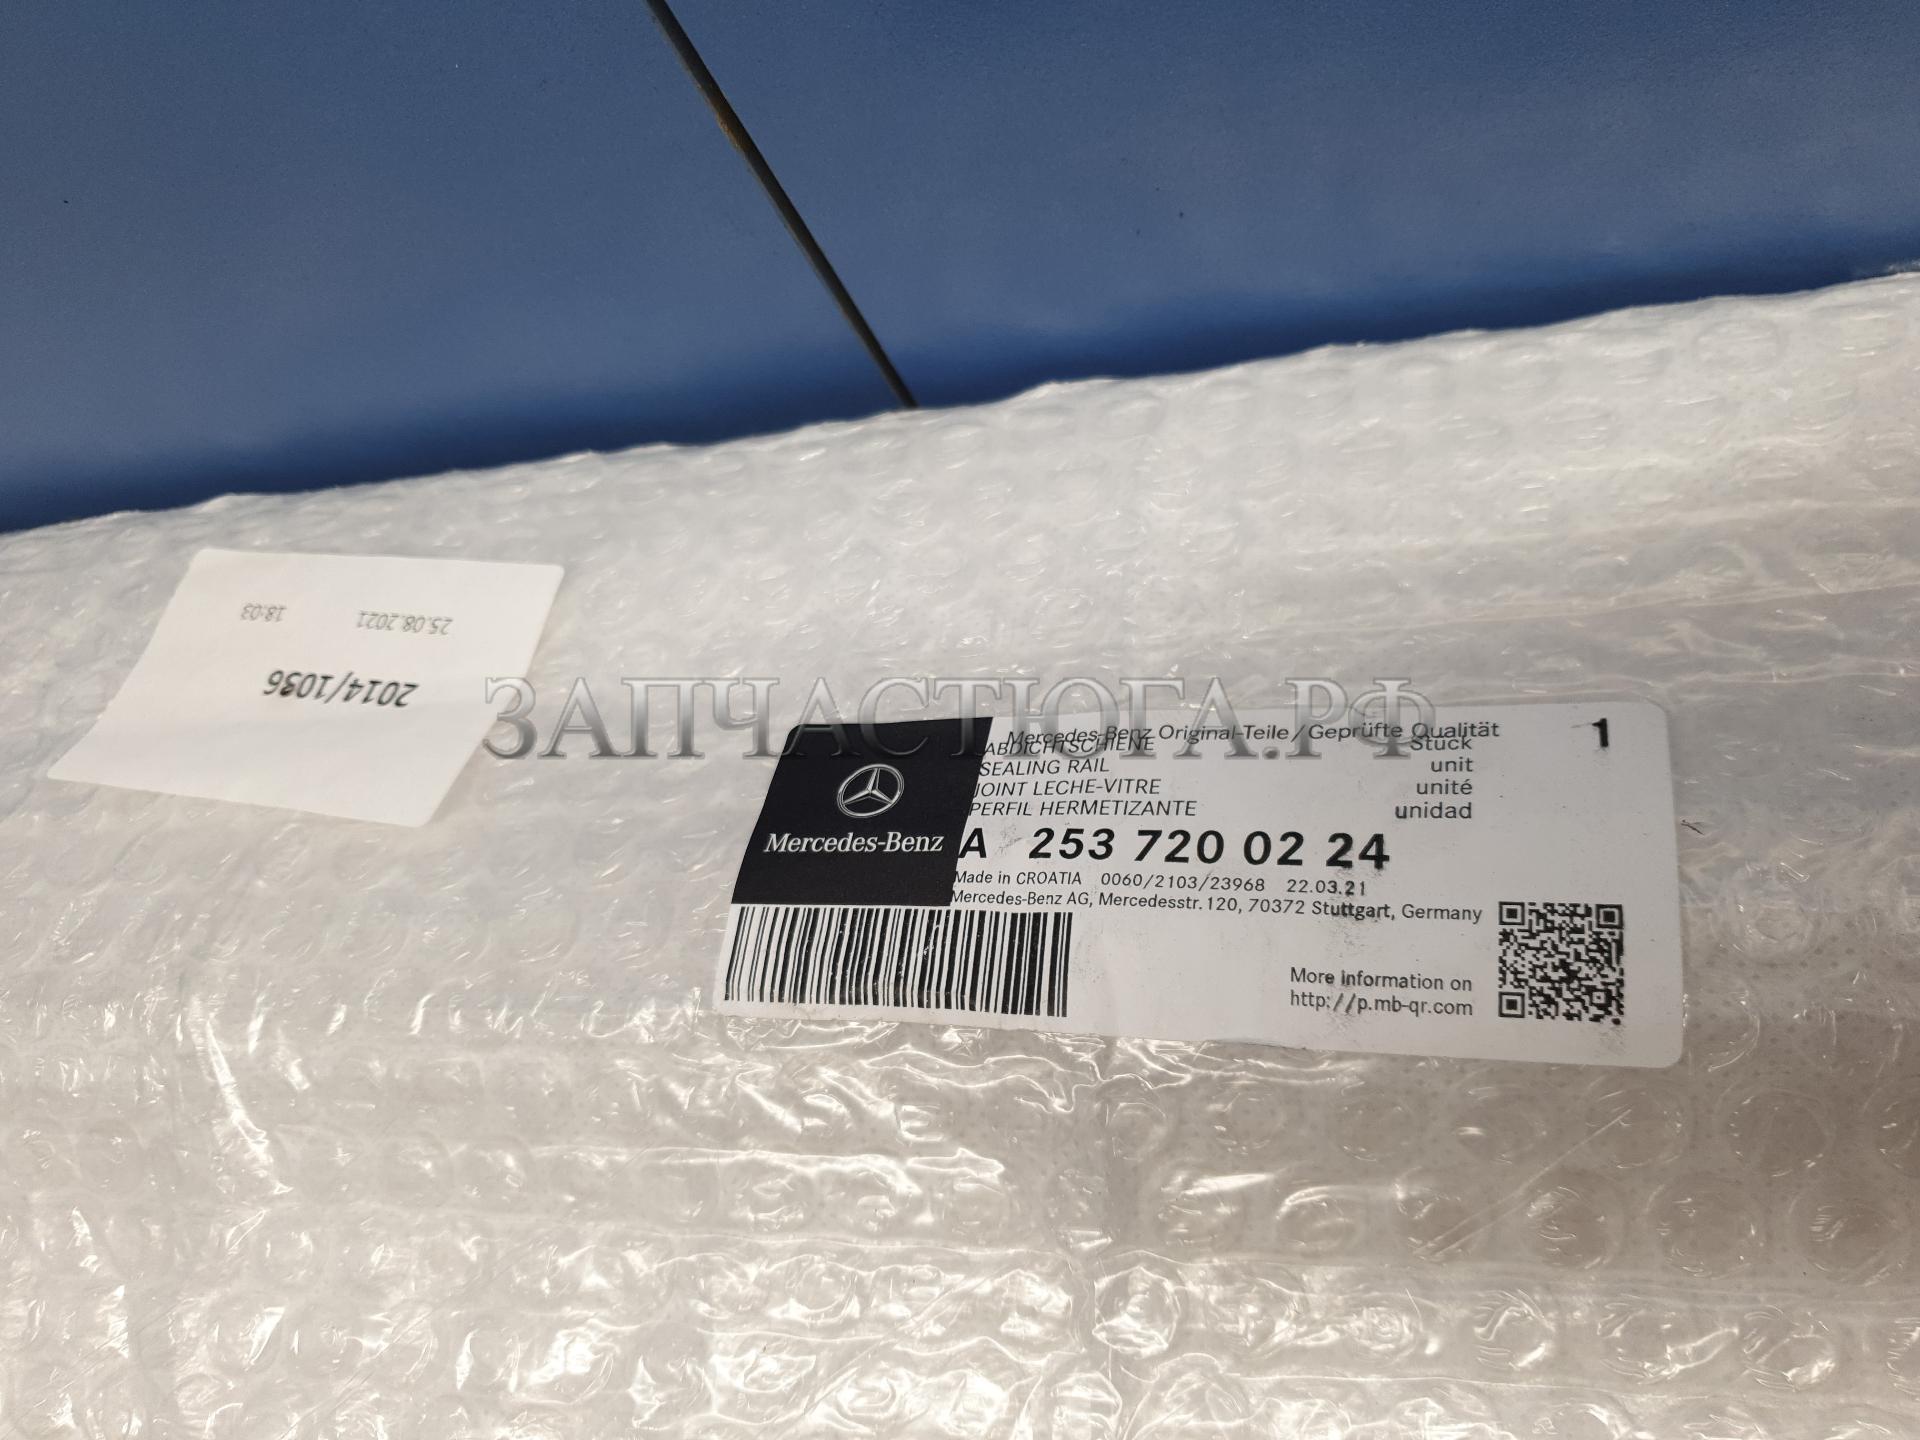 25.08.2021 18:03
2014/1036
ЗАПЧАСТЮГА.РФ
Mercedes-Benz
Mercedes-Benz Original-Teile / Geprüfte Qualität 1
ABDICHTSCHIENE Stück
SEALING RAIL unit
JOINT LECHE-VITRE unité
PERFIL HERMETIZANTE unidad
A 253 720 02 24
Made in CROATIA 0060/2103/23968 22.03.21
Mercedes-Benz AG, Mercedesstr. 120, 70372 Stuttgart, Germany
More information on
http://p.mb-qr.com